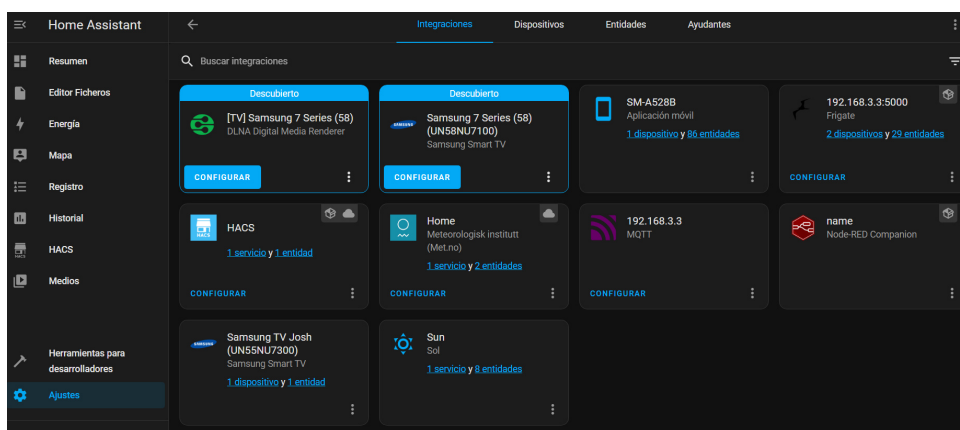 Home Assistant
Integraciones
Dispositivos
Entidades
Ayudantes
Resumen
Editor Ficheros
Energía
Mapa
Registro
Historial
HACS
HACS
Medios
Herramientas para
desarrolladores
Ajustes
Buscar integraciones
Descubierto
[TV] Samsung 7 Series (58)
DLNA Digital Media Renderer
CONFIGURAR
Descubierto
SAMSUNG
Samsung 7 Series (58)
(UN58NU7100)
Samsung Smart TV
CONFIGURAR
SM-A528B
Aplicación móvil
1 dispositivo y 86 entidades
192.168.3.3:5000
Frigate
2 dispositivos y 29 entidades
CONFIGURAR
HACS
HACS
1 servicio y 1 entidad
CONFIGURAR
Home
Meteorologisk institutt
(Met.no)
1 servicio y 2 entidades
CONFIGURAR
192.168.3.3
MQTT
CONFIGURAR
name
Node-RED Companion
SAMSUNG
Samsung TV Josh
(UN55NU7300)
Samsung Smart TV
1 dispositivo y 1 entidad
Sun
Sol
1 servicio y 8 entidades